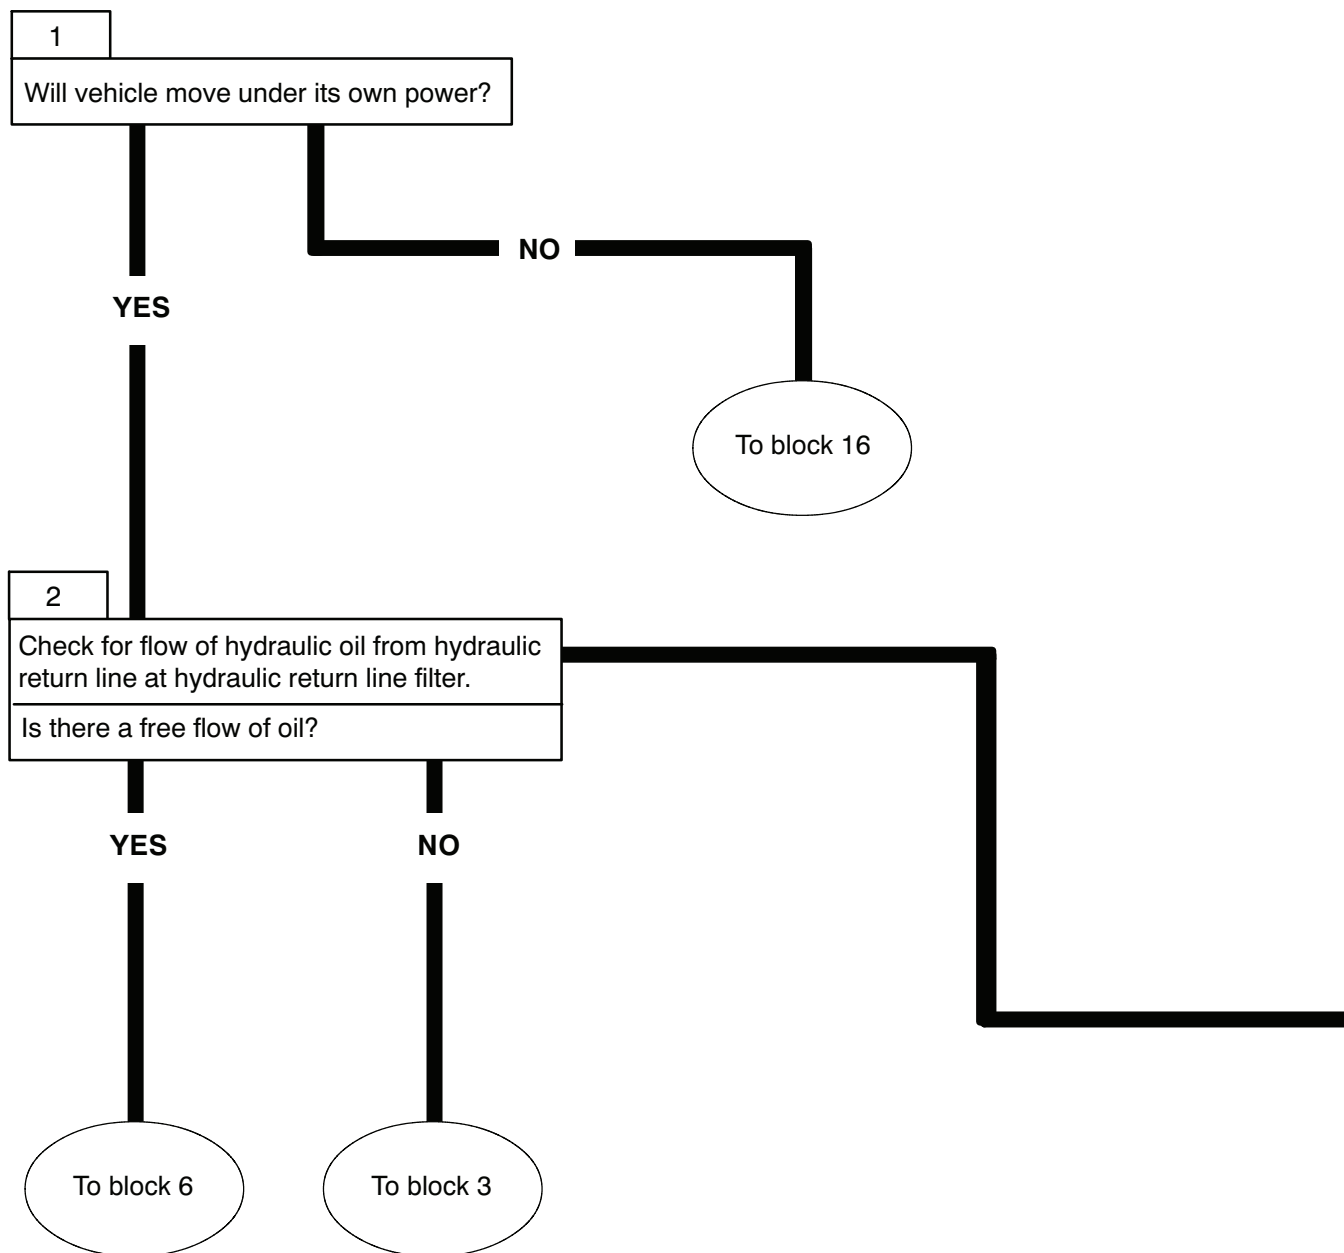 1
Will vehicle move under its own power?
NO
YES
To block 16
2
Check for flow of hydraulic oil from hydraulic
return line at hydraulic return line filter.
Is there a free flow of oil?
YES
NO
To block 6
To block 3